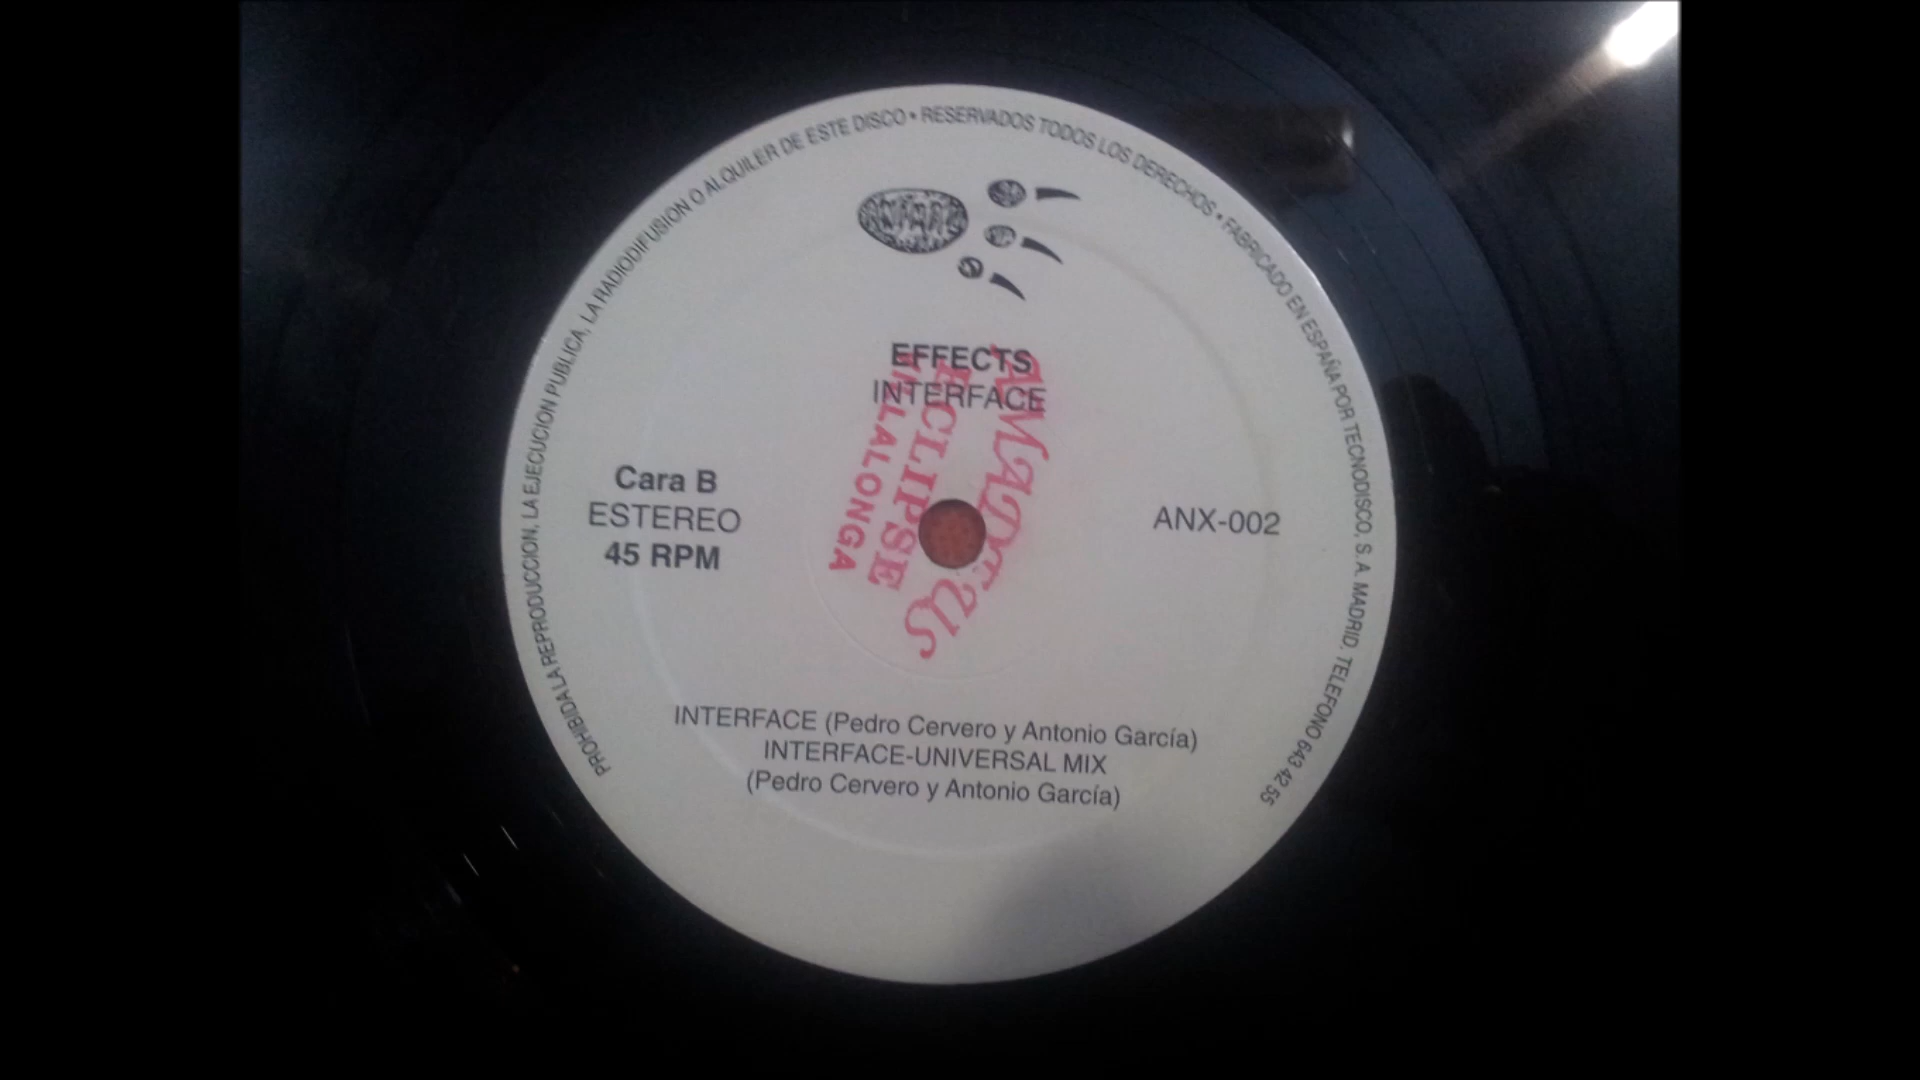 PROHIBIDA LA REPRODUCCION, LA EJECUCION PUBLICA, LA RADIODIFUSION O ALQUILER DE ESTE DISCO • RESERVADOS TODOS LOS DERECHOS • FABRICADO EN ESPAÑA POR TECNODISCO, S.A. MADRID. TELEFONO 643 42 55
EFFECTS
INTERFACE
AMADEUS
ECLIPSE
VILLALONGA
Cara B
ESTEREO
45 RPM
ANX-002
INTERFACE (Pedro Cervero y Antonio García)
INTERFACE-UNIVERSAL MIX
(Pedro Cervero y Antonio García)